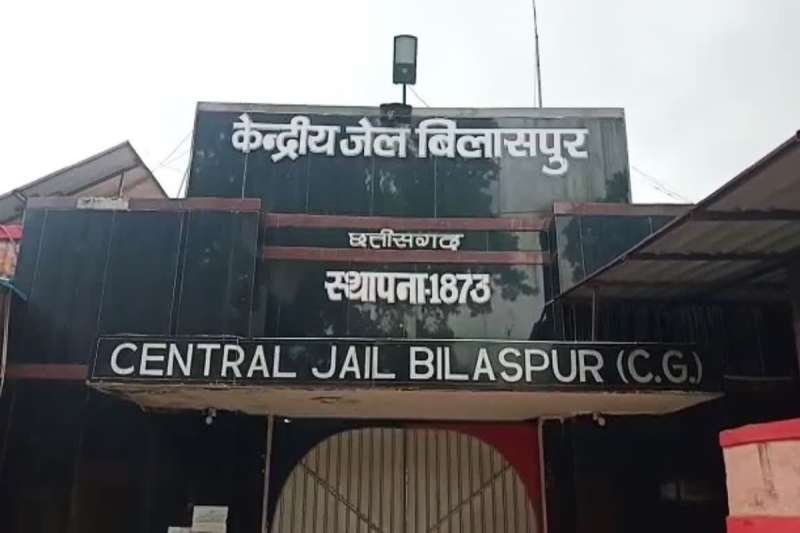 केन्द्रीय जेल बिलासपुर
छत्तीसगढ़
स्थापना-1873
CENTRAL JAIL BILASPUR (C.G.)